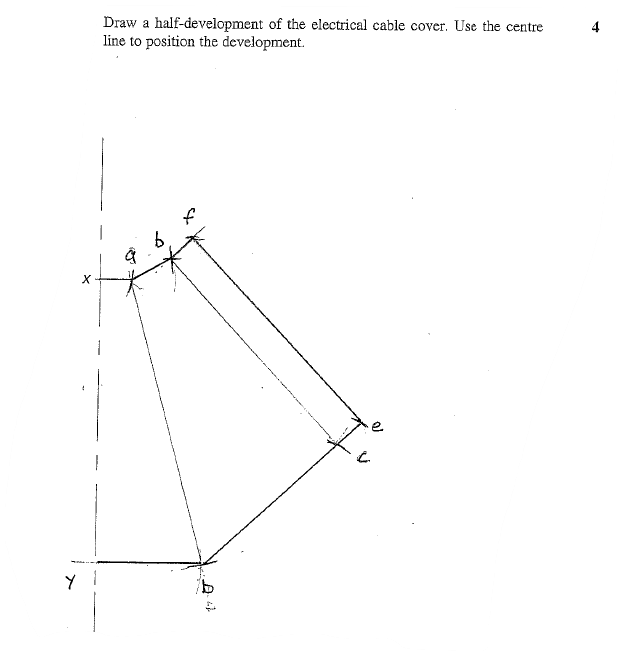 Draw a half-development of the electrical cable cover. Use the centre 4
line to position the development.
f
b
a
x
e
c
Y
b